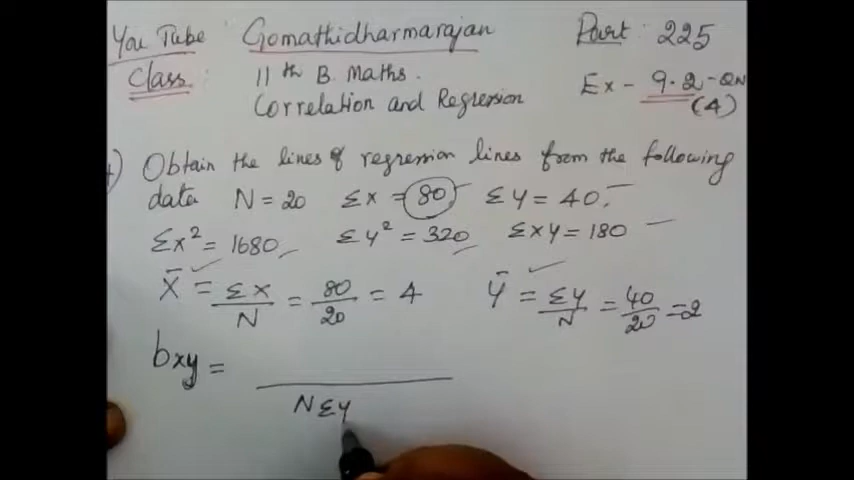 You Tube : Gomathidharmarajan Part : 225
Class : 11 th B. Maths. Ex - 9.2 - QN
Correlation and Regression (4)
) Obtain the lines of regression lines from the following
data N = 20 Σx = 80 Σy = 40.
Σx² = 1680 Σy² = 320 Σxy = 180
X̄ = Σx/N = 80/20 = 4 Ȳ = Σy/N = 40/20 = 2
bxy =
NΣy